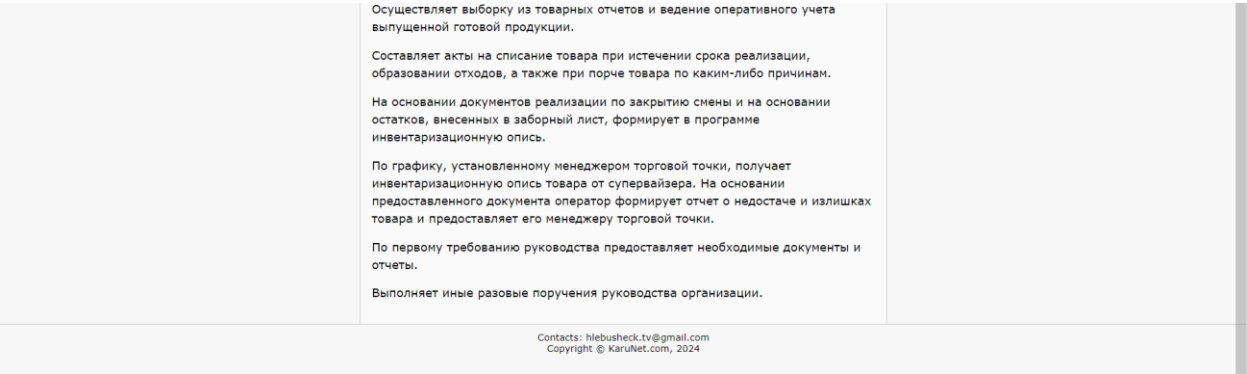 Осуществляет выборку из товарных отчетов и ведение оперативного учета
выпущенной готовой продукции.
Составляет акты на списание товара при истечении срока реализации,
образовании отходов, а также при порче товара по каким-либо причинам.
На основании документов реализации по закрытию смены и на основании
остатков, внесенных в заборный лист, формирует в программе
инвентаризационную опись.
По графику, установленному менеджером торговой точки, получает
инвентаризационную опись товара от супервайзера. На основании
предоставленного документа оператор формирует отчет о недостаче и излишках
товара и предоставляет его менеджеру торговой точки.
По первому требованию руководства предоставляет необходимые документы и
отчеты.
Выполняет иные разовые поручения руководства организации.
Contacts: hlebusheck.tv@gmail.com
Copyright © KaruNet.com, 2024